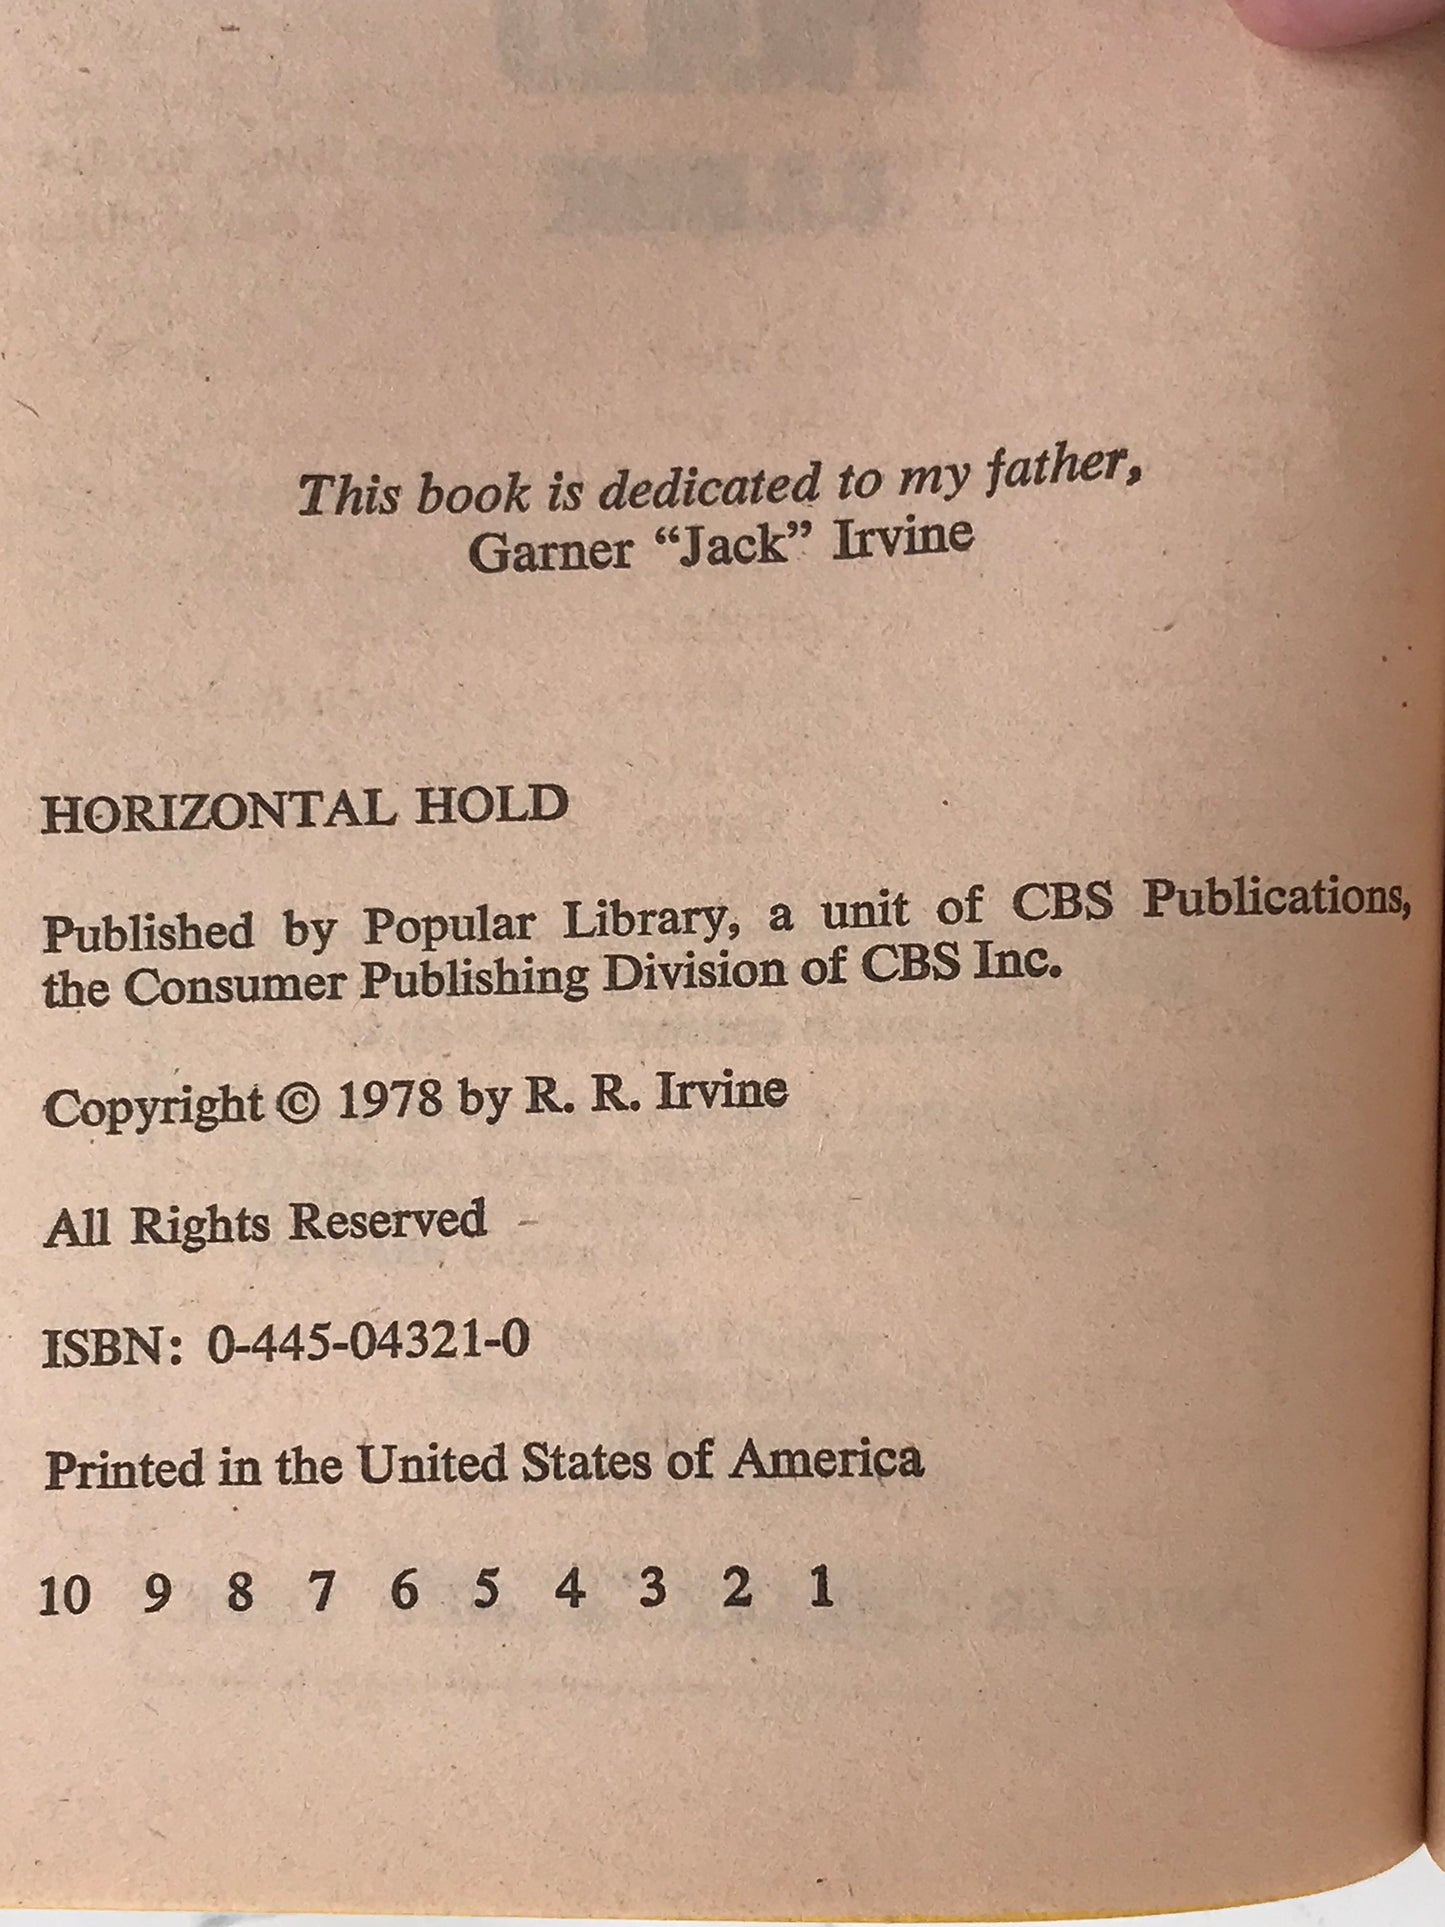 This book is dedicated to my father,
Garner “Jack” Irvine
HORIZONTAL HOLD
Published by Popular Library, a unit of CBS Publications,
the Consumer Publishing Division of CBS Inc.
Copyright © 1978 by R. R. Irvine
All Rights Reserved
ISBN: 0-445-04321-0
Printed in the United States of America
10 9 8 7 6 5 4 3 2 1